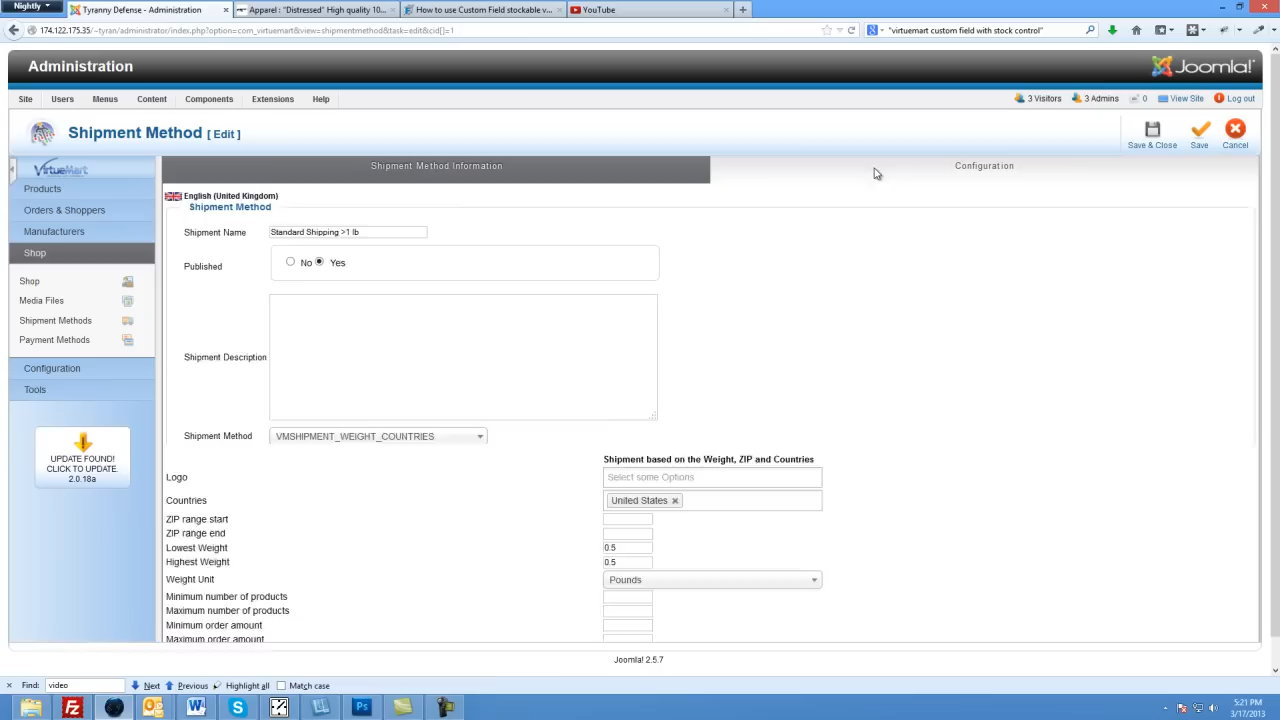 Nightly
Tyranny Defense - Administration
Apparel : "Distressed" High quality 10...
How to use Custom Field stockable v...
YouTube
174.122.175.35/~tyran/administrator/index.php?option=com_virtuemart&view=shipmentmethod&task=edit&cid[]=1
"virtuemart custom field with stock control"
Administration
Joomla!
Site Users Menus Content Components Extensions Help
3 Visitors 3 Admins 0 View Site Log out
Shipment Method [ Edit ]
Save & Close Save Cancel
VirtueMart
Products
Orders & Shoppers
Manufacturers
Shop
Shop
Media Files
Shipment Methods
Payment Methods
Configuration
Tools
UPDATE FOUND!
CLICK TO UPDATE.
2.0.18a
Shipment Method Information
Configuration
English (United Kingdom)
Shipment Method
Shipment Name Standard Shipping >1 lb
Published No Yes
Shipment Description
Shipment Method VMSHIPMENT_WEIGHT_COUNTRIES
Shipment based on the Weight, ZIP and Countries
Logo Select some Options
Countries United States
ZIP range start
ZIP range end
Lowest Weight 0.5
Highest Weight 0.5
Weight Unit Pounds
Minimum number of products
Maximum number of products
Minimum order amount
Maximum order amount
Joomla! 2.5.7
Find: video Next Previous Highlight all Match case
5:21 PM
3/17/2013